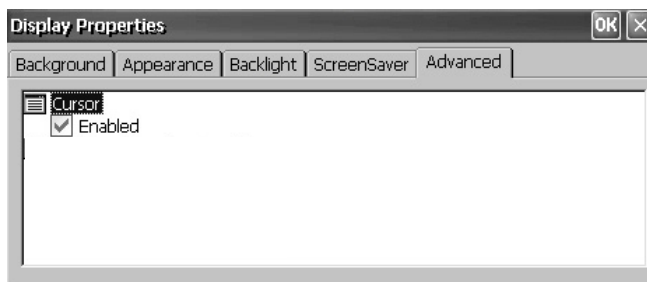 Display Properties OK
Background Appearance Backlight ScreenSaver Advanced
Cursor
Enabled